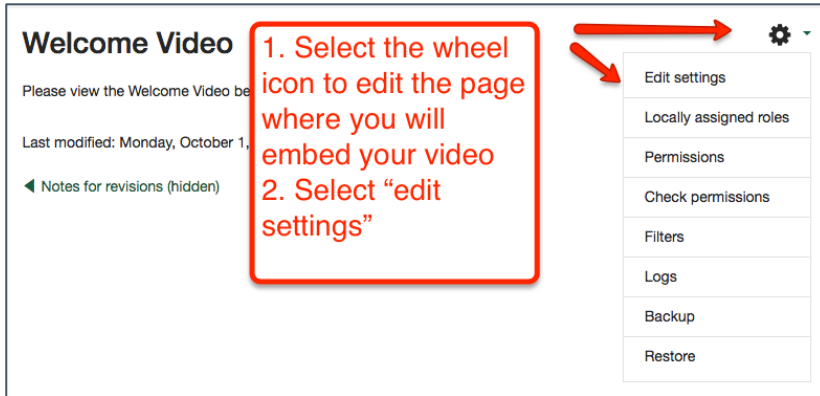 Welcome Video
Please view the Welcome Video be
Last modified: Monday, October 1,
◀ Notes for revisions (hidden)
1. Select the wheel
icon to edit the page
where you will
embed your video
2. Select “edit
settings”
Edit settings
Locally assigned roles
Permissions
Check permissions
Filters
Logs
Backup
Restore